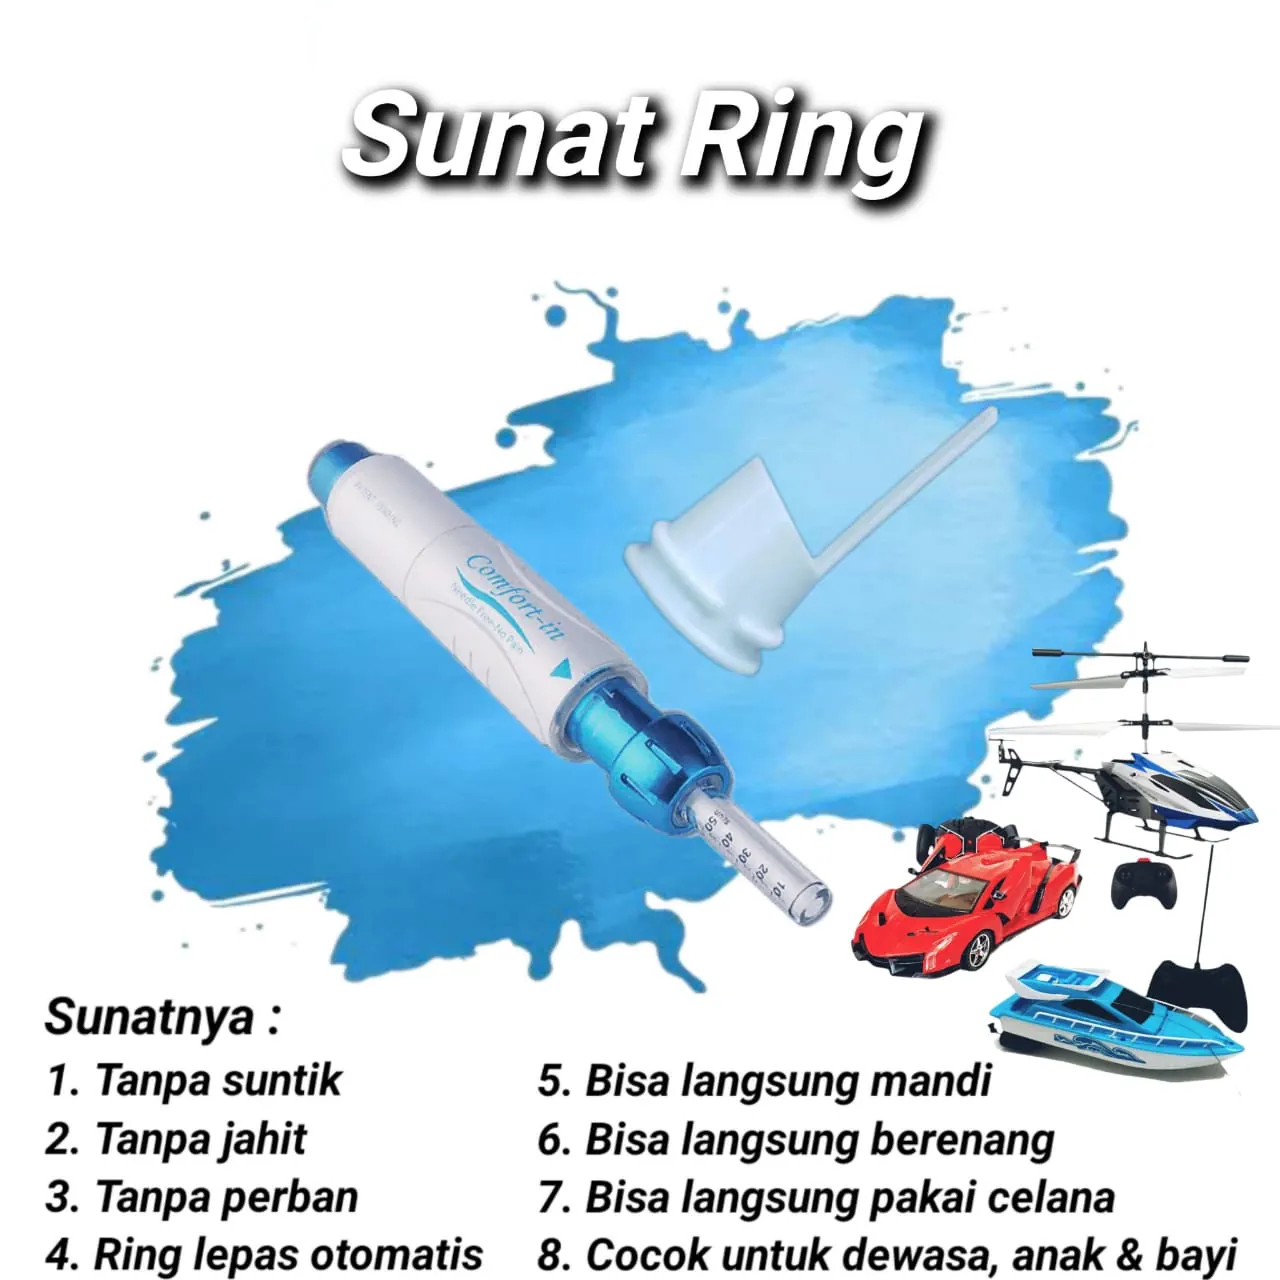 Sunat Ring
Comfort-in
Needle Free-No Pain
50
40
30
20
10
Sunatnya :
1. Tanpa suntik
2. Tanpa jahit
3. Tanpa perban
4. Ring lepas otomatis
5. Bisa langsung mandi
6. Bisa langsung berenang
7. Bisa langsung pakai celana
8. Cocok untuk dewasa, anak & bayi